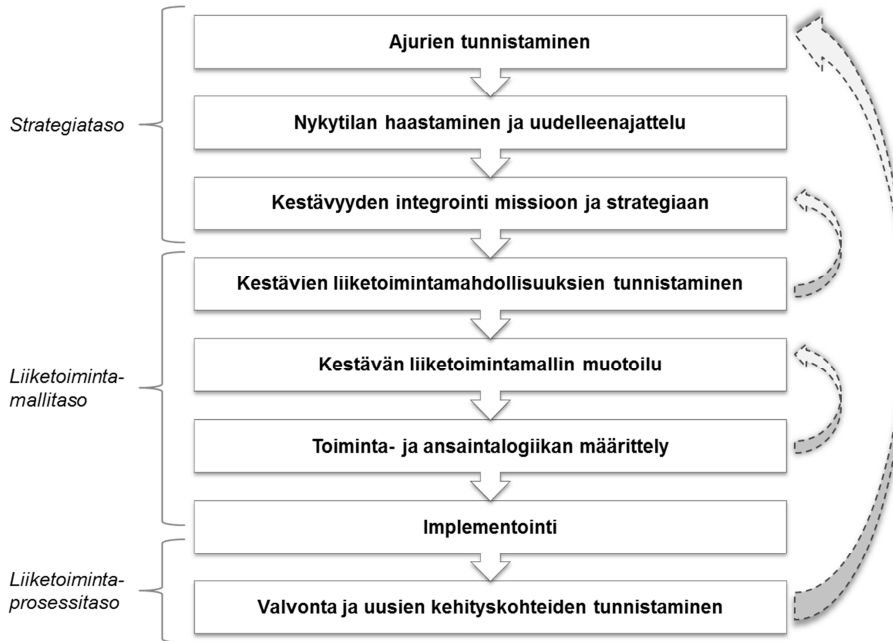 Ajurien tunnistaminen
Strategiataso
Nykytilan haastaminen ja uudelleenajattelu
Kestävyyden integrointi missioon ja strategiaan
Kestävien liiketoimintamahdollisuuksien tunnistaminen
Liiketoiminta-
mallitaso
Kestävän liiketoimintamallin muotoilu
Toiminta- ja ansaintalogiikan määrittely
Implementointi
Liiketoiminta-
prosessitaso
Valvonta ja uusien kehityskohteiden tunnistaminen